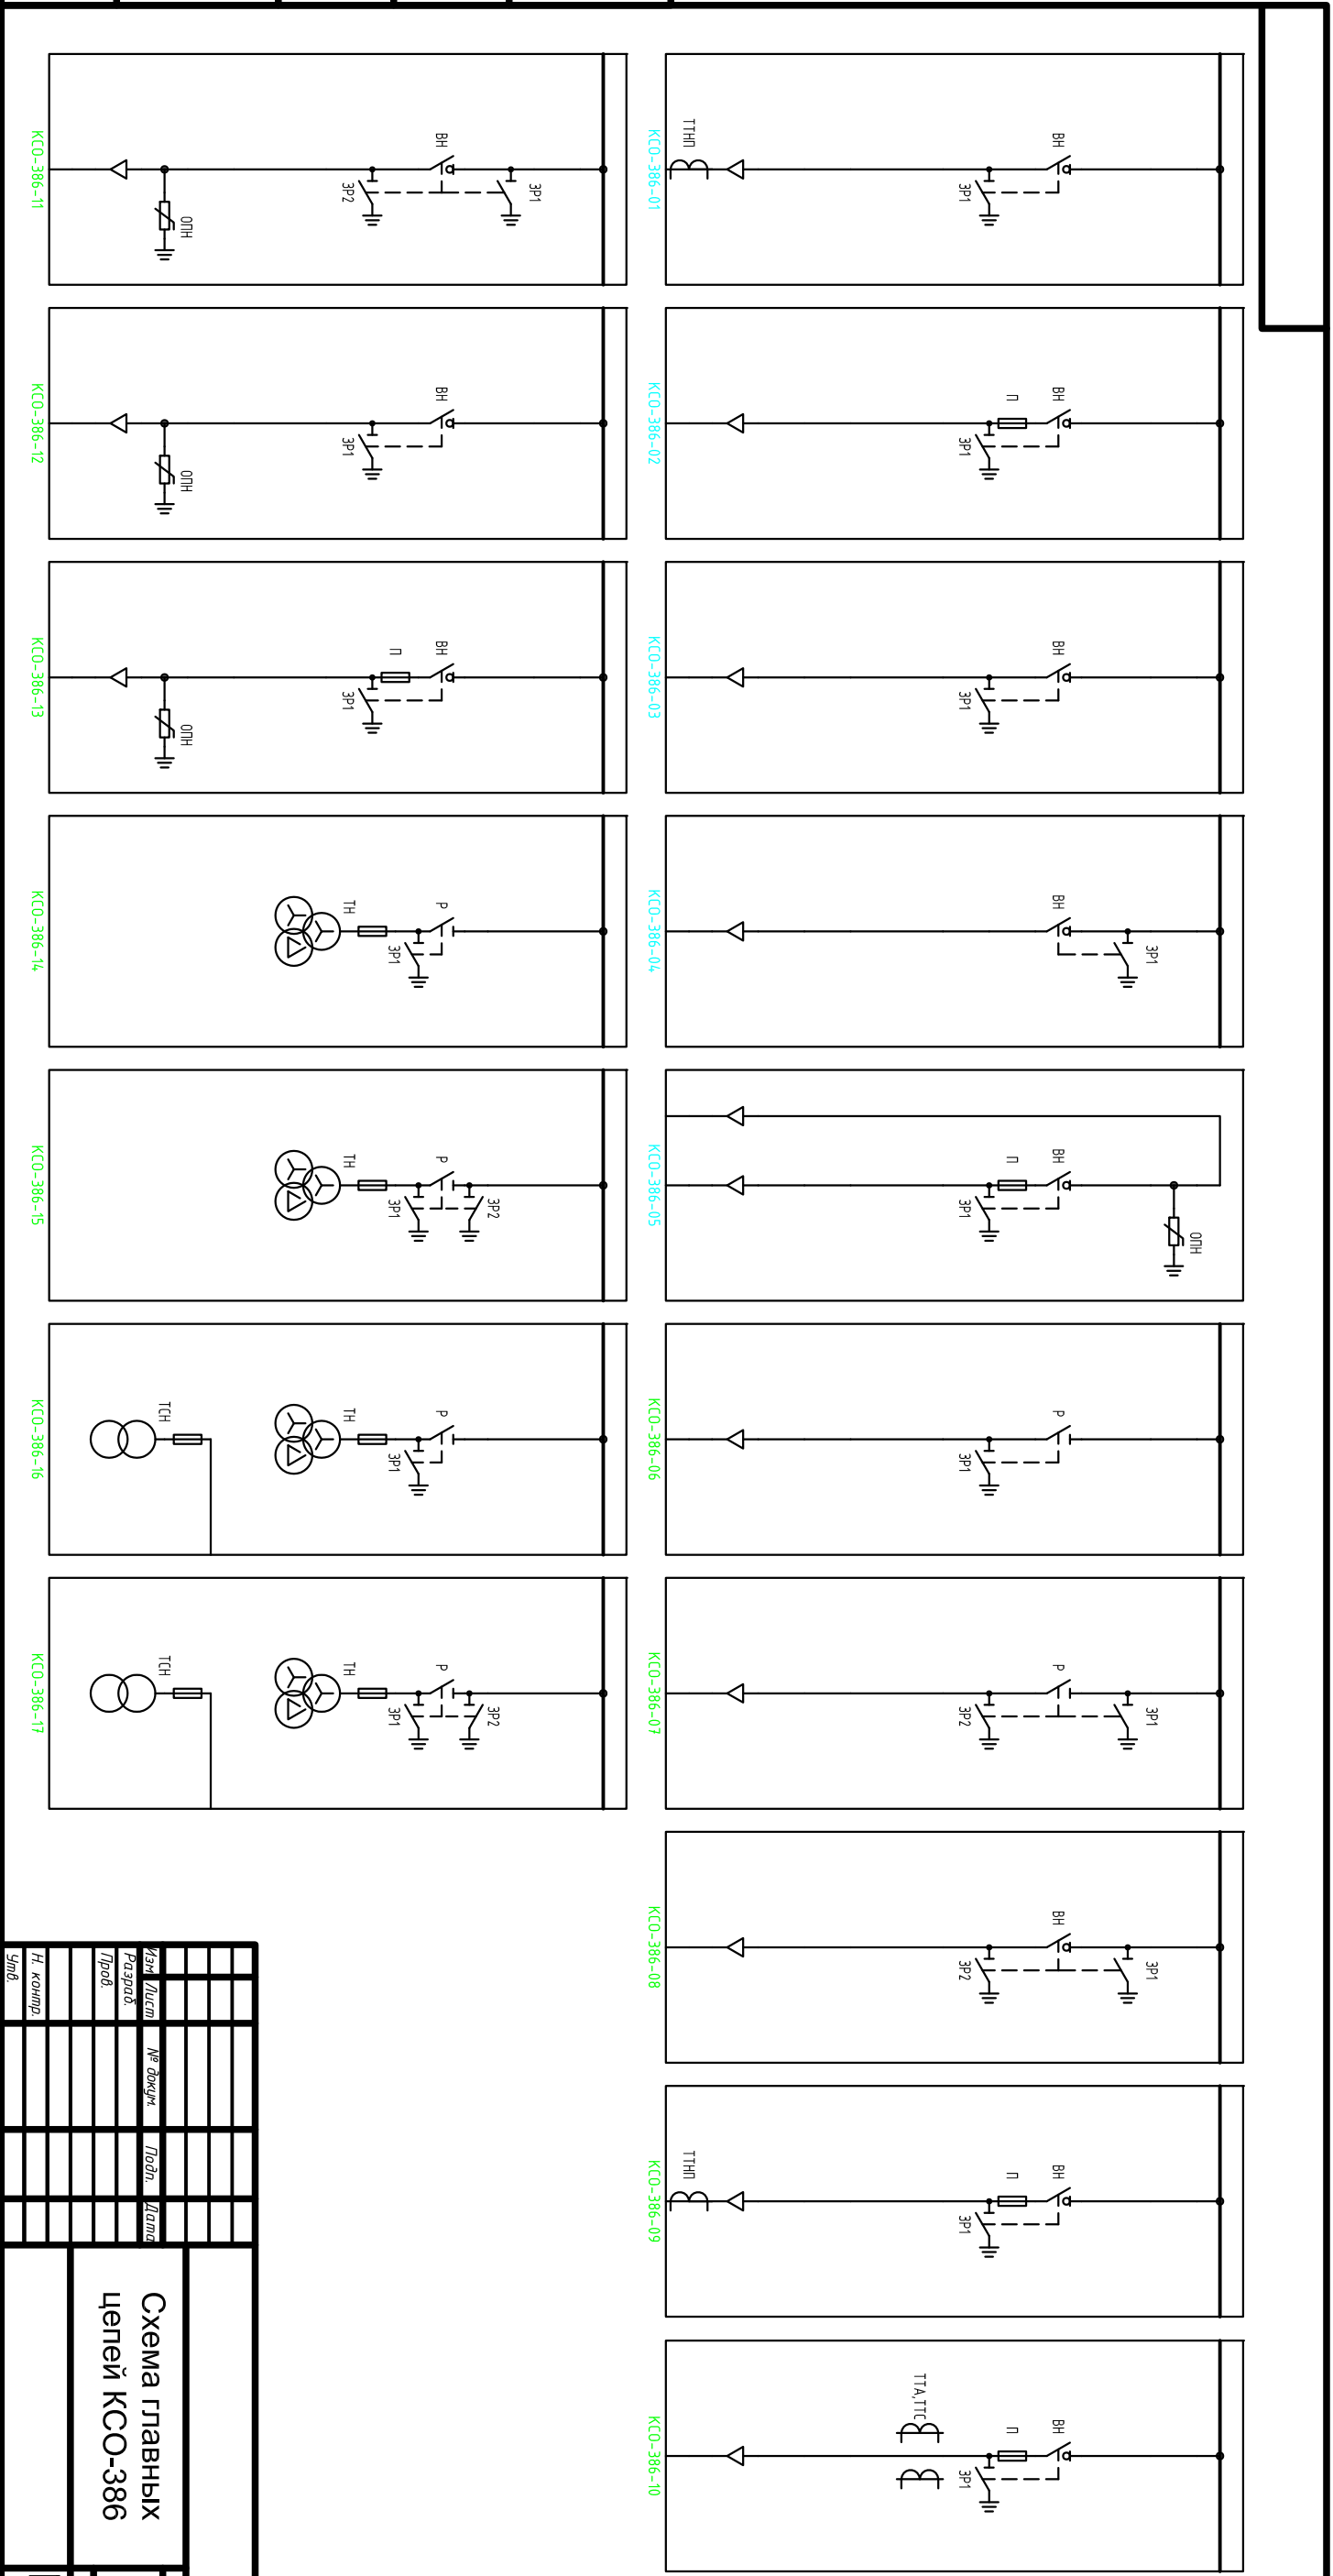 ВН
ЗР1
ТТНП
КСО-386-01
ВН
П
ЗР1
КСО-386-02
ВН
ЗР1
КСО-386-03
ЗР1
ВН
КСО-386-04
ОПН
ВН
П
ЗР1
КСО-386-05
Р
ЗР1
КСО-386-06
ЗР1
Р
ЗР2
КСО-386-07
ЗР1
ВН
ЗР2
КСО-386-08
ВН
П
ЗР1
ТТНП
КСО-386-09
ВН
П
ЗР1
ТТА,ТТС
КСО-386-10
ЗР1
ВН
ЗР2
ОПН
КСО-386-11
ВН
ЗР1
ОПН
КСО-386-12
ВН
П
ЗР1
ОПН
КСО-386-13
Р
ЗР1
ТН
КСО-386-14
ЗР2
Р
ЗР1
ТН
КСО-386-15
Р
ЗР1
ТН
ТСН
КСО-386-16
ЗР2
Р
ЗР1
ТН
ТСН
КСО-386-17
Изм Лист № докум. Подп. Дата
Разраб.
Пров.
Н. контр.
Утв.
Схема главных
цепей КСО-386